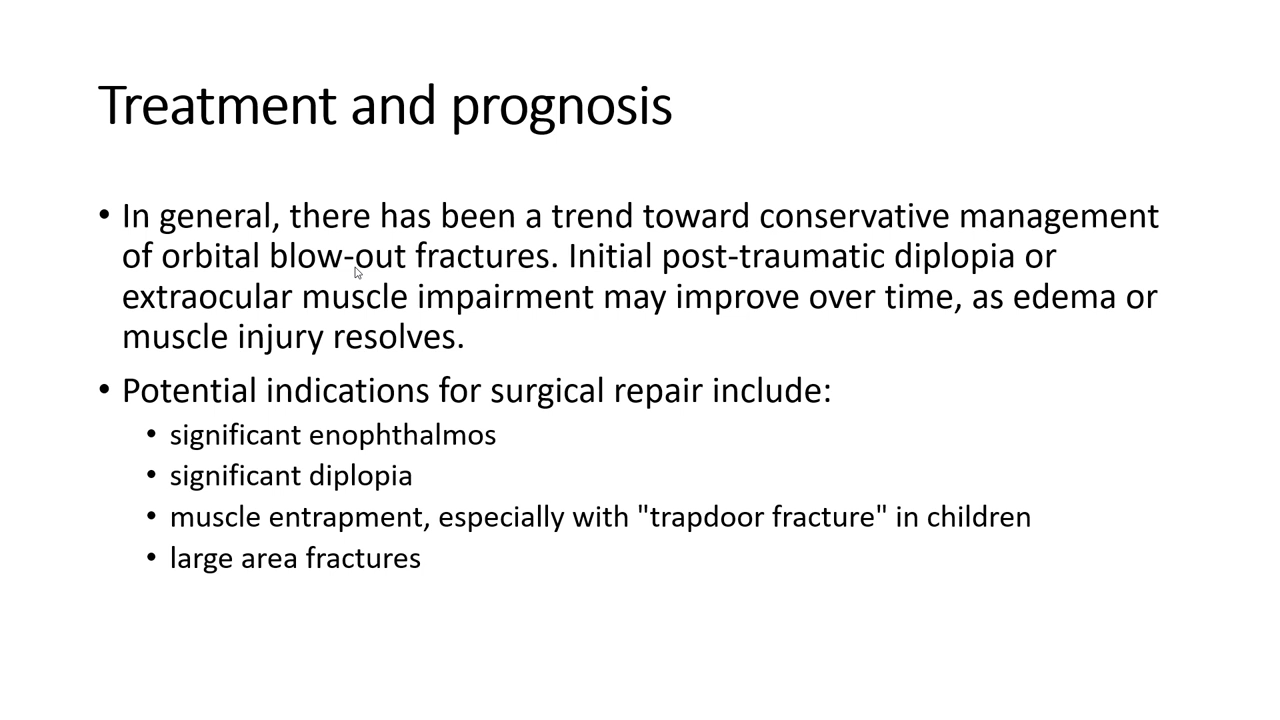 Treatment and prognosis
• In general, there has been a trend toward conservative management
of orbital blow-out fractures. Initial post-traumatic diplopia or
extraocular muscle impairment may improve over time, as edema or
muscle injury resolves.
• Potential indications for surgical repair include:
• significant enophthalmos
• significant diplopia
• muscle entrapment, especially with "trapdoor fracture" in children
• large area fractures